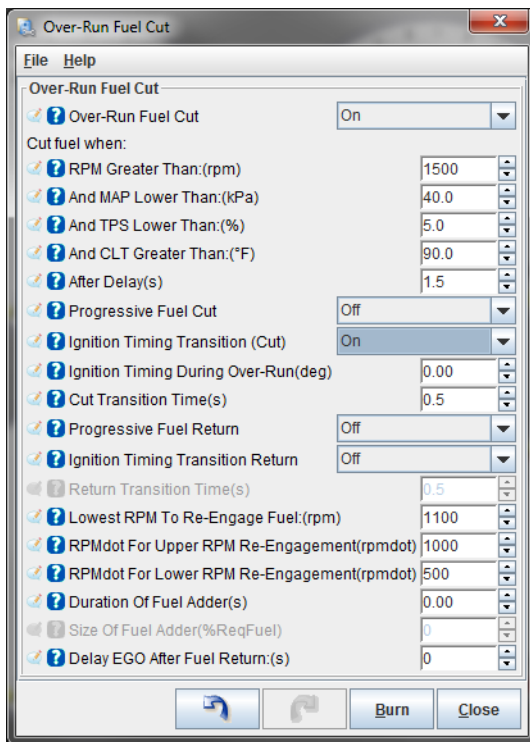 Over-Run Fuel Cut
File Help
Over-Run Fuel Cut
Over-Run Fuel Cut On
Cut fuel when:
RPM Greater Than:(rpm) 1500
And MAP Lower Than:(kPa) 40.0
And TPS Lower Than:(%) 5.0
And CLT Greater Than:(°F) 90.0
After Delay(s) 1.5
Progressive Fuel Cut Off
Ignition Timing Transition (Cut) On
Ignition Timing During Over-Run(deg) 0.00
Cut Transition Time(s) 0.5
Progressive Fuel Return Off
Ignition Timing Transition Return Off
Return Transition Time(s) 0.5
Lowest RPM To Re-Engage Fuel:(rpm) 1100
RPMdot For Upper RPM Re-Engagement(rpmdot) 1000
RPMdot For Lower RPM Re-Engagement(rpmdot) 500
Duration Of Fuel Adder(s) 0.00
Size Of Fuel Adder(%ReqFuel) 0
Delay EGO After Fuel Return:(s) 0
Burn Close